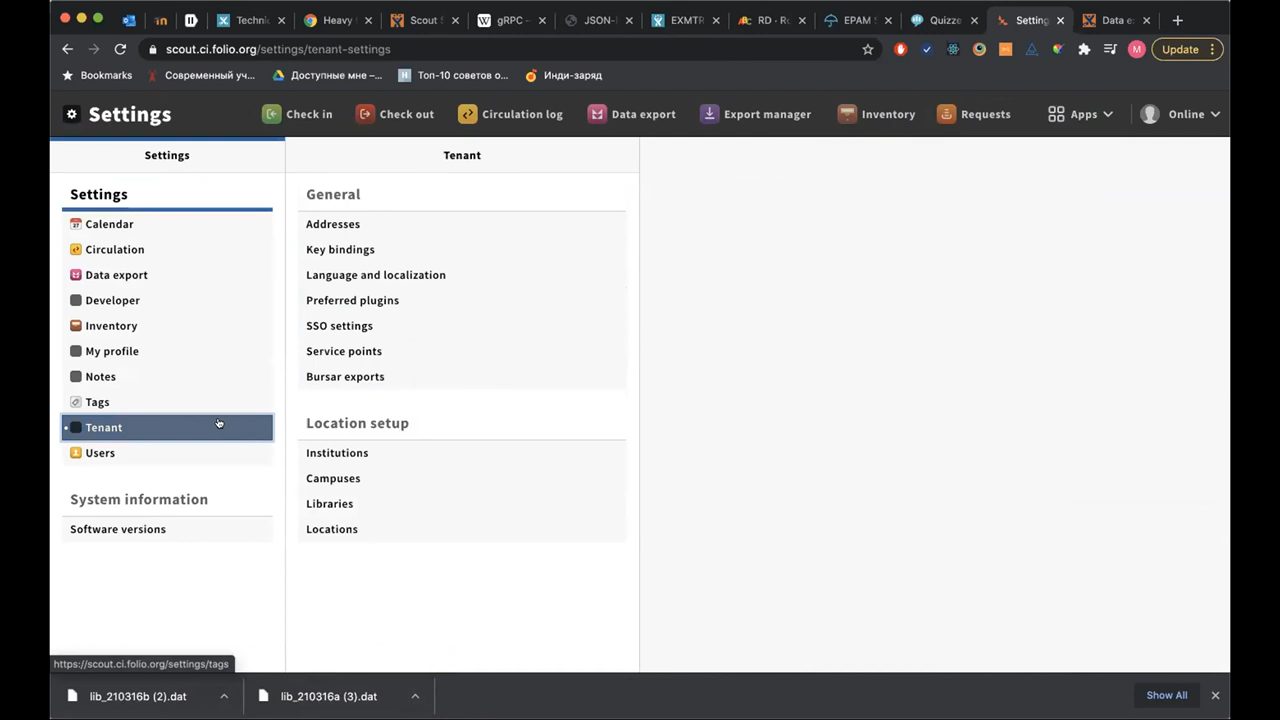 Techni
Heavy
Scout S
gRPC -
JSON-
EXMTR
RD - Ro
EPAM S
Quizze
Setting
Data e
scout.ci.folio.org/settings/tenant-settings
M
Update
Bookmarks
Современный уч...
Доступные мне –...
H
Топ-10 советов о...
Инди-заряд
Settings
Check in
Check out
Circulation log
Data export
Export manager
Inventory
Requests
Apps
Online
Settings
Settings
Calendar
Circulation
Data export
Developer
Inventory
My profile
Notes
Tags
Tenant
Users
System information
Software versions
Tenant
General
Addresses
Key bindings
Language and localization
Preferred plugins
SSO settings
Service points
Bursar exports
Location setup
Institutions
Campuses
Libraries
Locations
https://scout.ci.folio.org/settings/tags
lib_210316b (2).dat
lib_210316a (3).dat
Show All